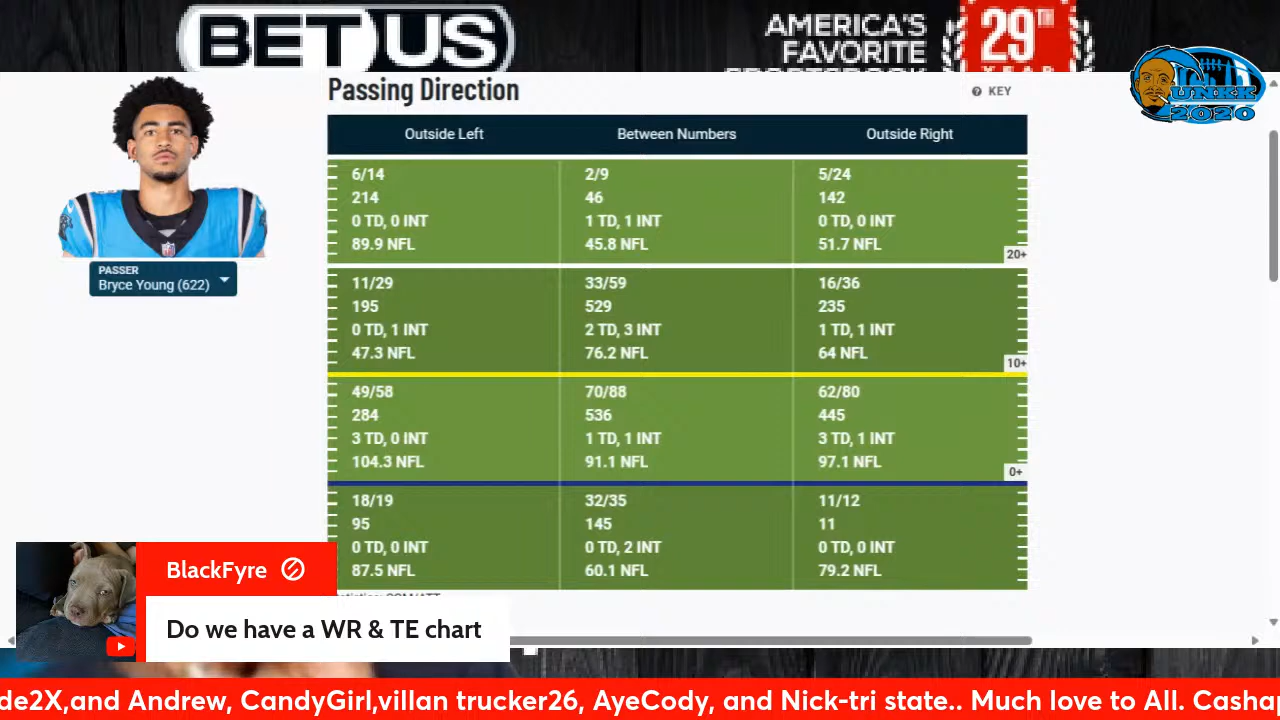 BETUS
AMERICA'S
FAVORITE
29TH
Passing Direction
KEY
UNKK
2020
Outside Left
Between Numbers
Outside Right
6/14
2/9
5/24
214
46
142
0 TD, 0 INT
1 TD, 1 INT
0 TD, 0 INT
89.9 NFL
45.8 NFL
51.7 NFL
20+
PASSER
Bryce Young (622)
11/29
33/59
16/36
195
529
235
0 TD, 1 INT
2 TD, 3 INT
1 TD, 1 INT
47.3 NFL
76.2 NFL
64 NFL
10+
49/58
70/88
62/80
284
536
445
3 TD, 0 INT
1 TD, 1 INT
3 TD, 1 INT
104.3 NFL
91.1 NFL
97.1 NFL
0+
18/19
32/35
11/12
95
145
11
0 TD, 0 INT
0 TD, 2 INT
0 TD, 0 INT
87.5 NFL
60.1 NFL
79.2 NFL
BlackFyre
Do we have a WR & TE chart
de2X,and Andrew, CandyGirl,villan trucker26, AyeCody, and Nick-tri state.. Much love to All. Casha